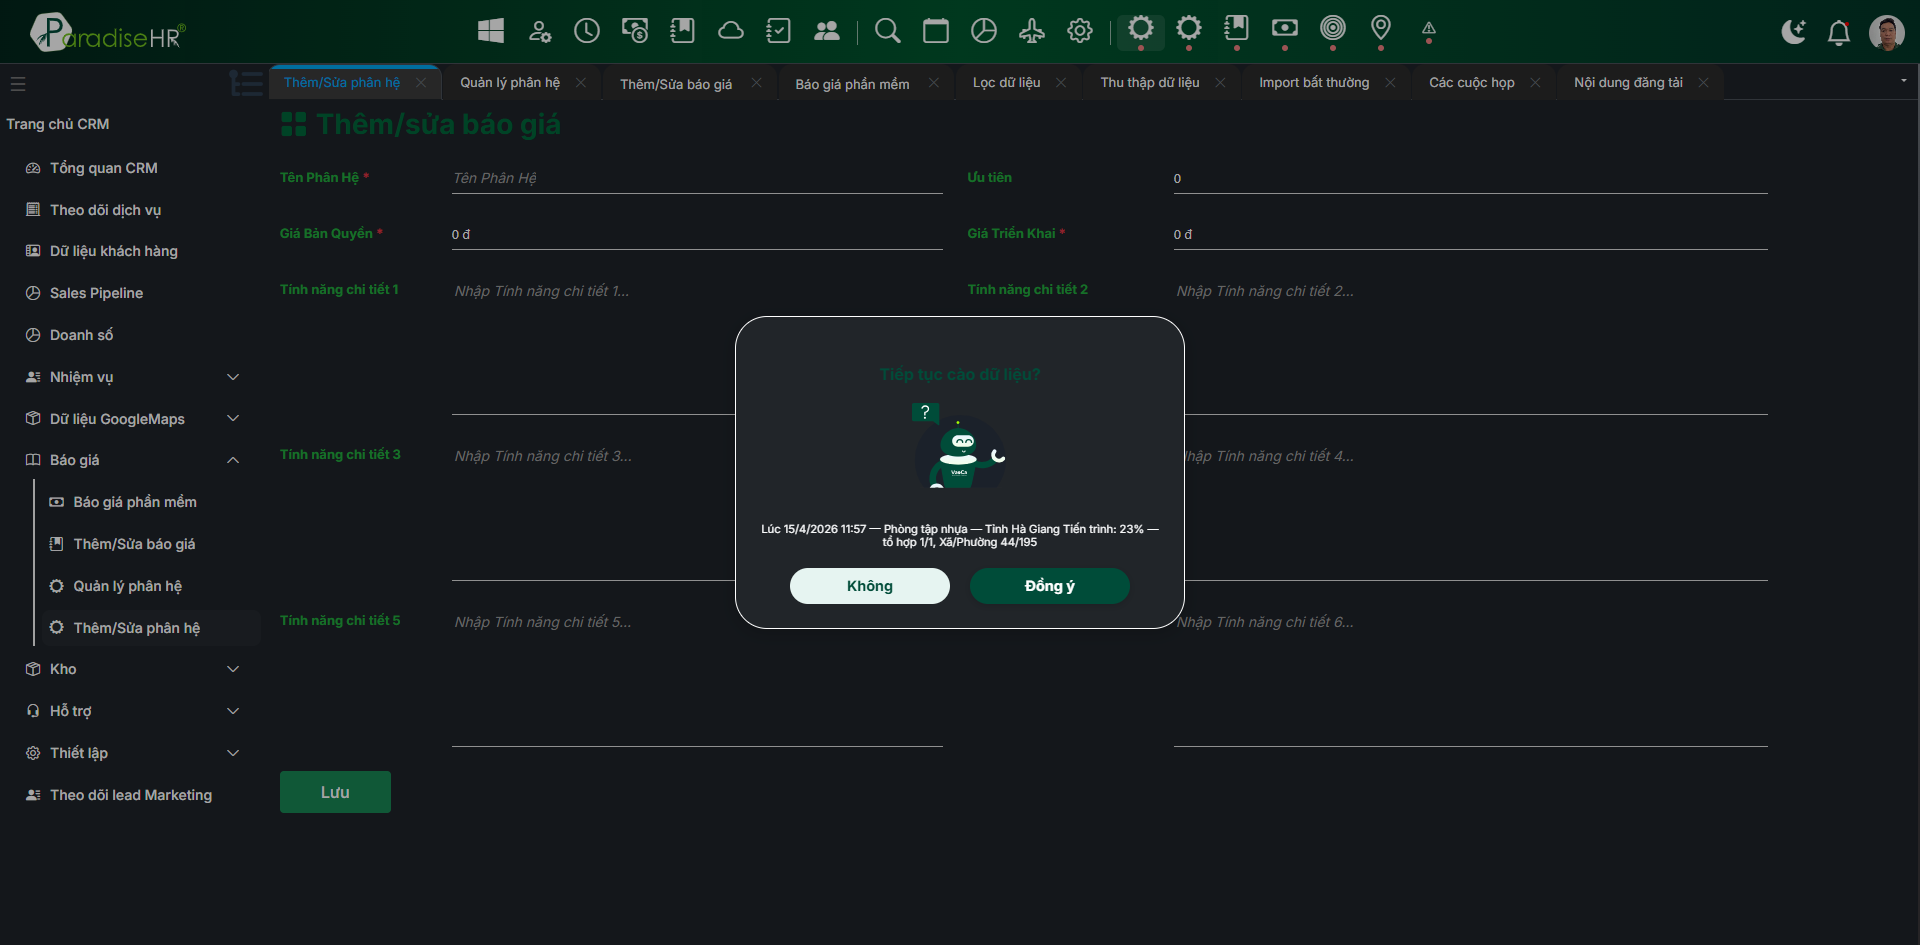 ParadiseHR®
Thêm/Sửa phân hệ
Quản lý phân hệ
Thêm/Sửa báo giá
Báo giá phần mềm
Lọc dữ liệu
Thu thập dữ liệu
Import bất thường
Các cuộc họp
Nội dung đăng tải
Trang chủ CRM
Tổng quan CRM
Theo dõi dịch vụ
Dữ liệu khách hàng
Sales Pipeline
Doanh số
Nhiệm vụ
Dữ liệu GoogleMaps
Báo giá
Báo giá phần mềm
Thêm/Sửa báo giá
Quản lý phân hệ
Thêm/Sửa phân hệ
Kho
Hỗ trợ
Thiết lập
Theo dõi lead Marketing
Thêm/sửa báo giá
Tên Phân Hệ *
Tên Phân Hệ
Ưu tiên
0
Giá Bản Quyền *
0 đ
Giá Triển Khai *
0 đ
Tính năng chi tiết 1
Nhập Tính năng chi tiết 1...
Tính năng chi tiết 2
Nhập Tính năng chi tiết 2...
Tính năng chi tiết 3
Nhập Tính năng chi tiết 3...
Nhập Tính năng chi tiết 4...
Tính năng chi tiết 5
Nhập Tính năng chi tiết 5...
Nhập Tính năng chi tiết 6...
Lưu
Tiếp tục cào dữ liệu?
?
VaeCa
Lúc 15/4/2026 11:57 — Phòng tập nhựa — Tỉnh Hà Giang Tiến trình: 23% —
tổ hợp 1/1, Xã/Phường 44/195
Không
Đồng ý